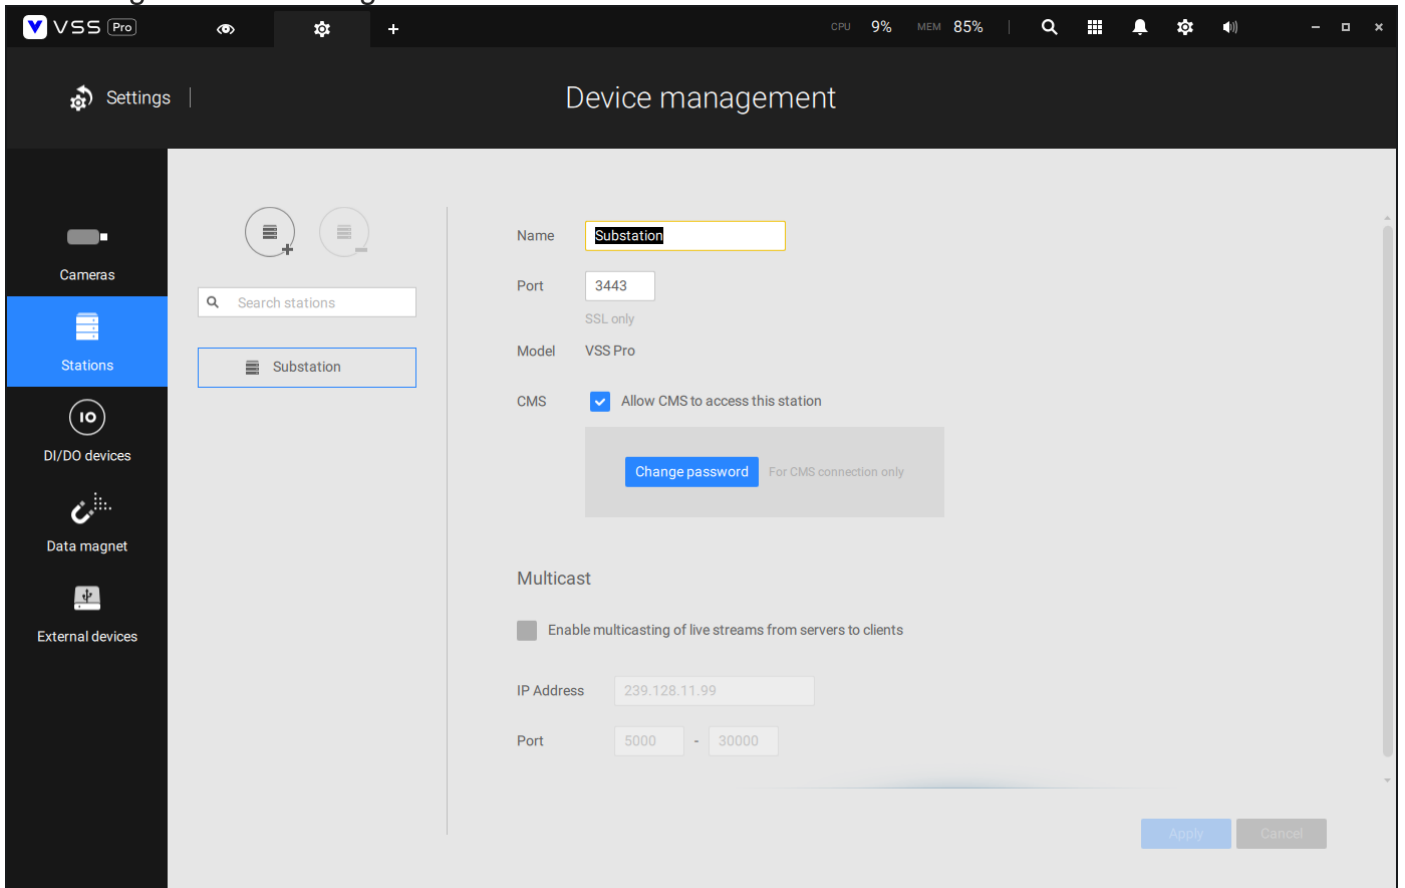 VSS Pro
CPU 9% MEM 85%
Settings
Device management
Cameras
Stations
IO
DI/DO devices
Data magnet
External devices
Search stations
Substation
Name Substation
Port 3443
SSL only
Model VSS Pro
CMS Allow CMS to access this station
Change password For CMS connection only
Multicast
Enable multicasting of live streams from servers to clients
IP Address 239.128.11.99
Port 5000 - 30000
Apply Cancel